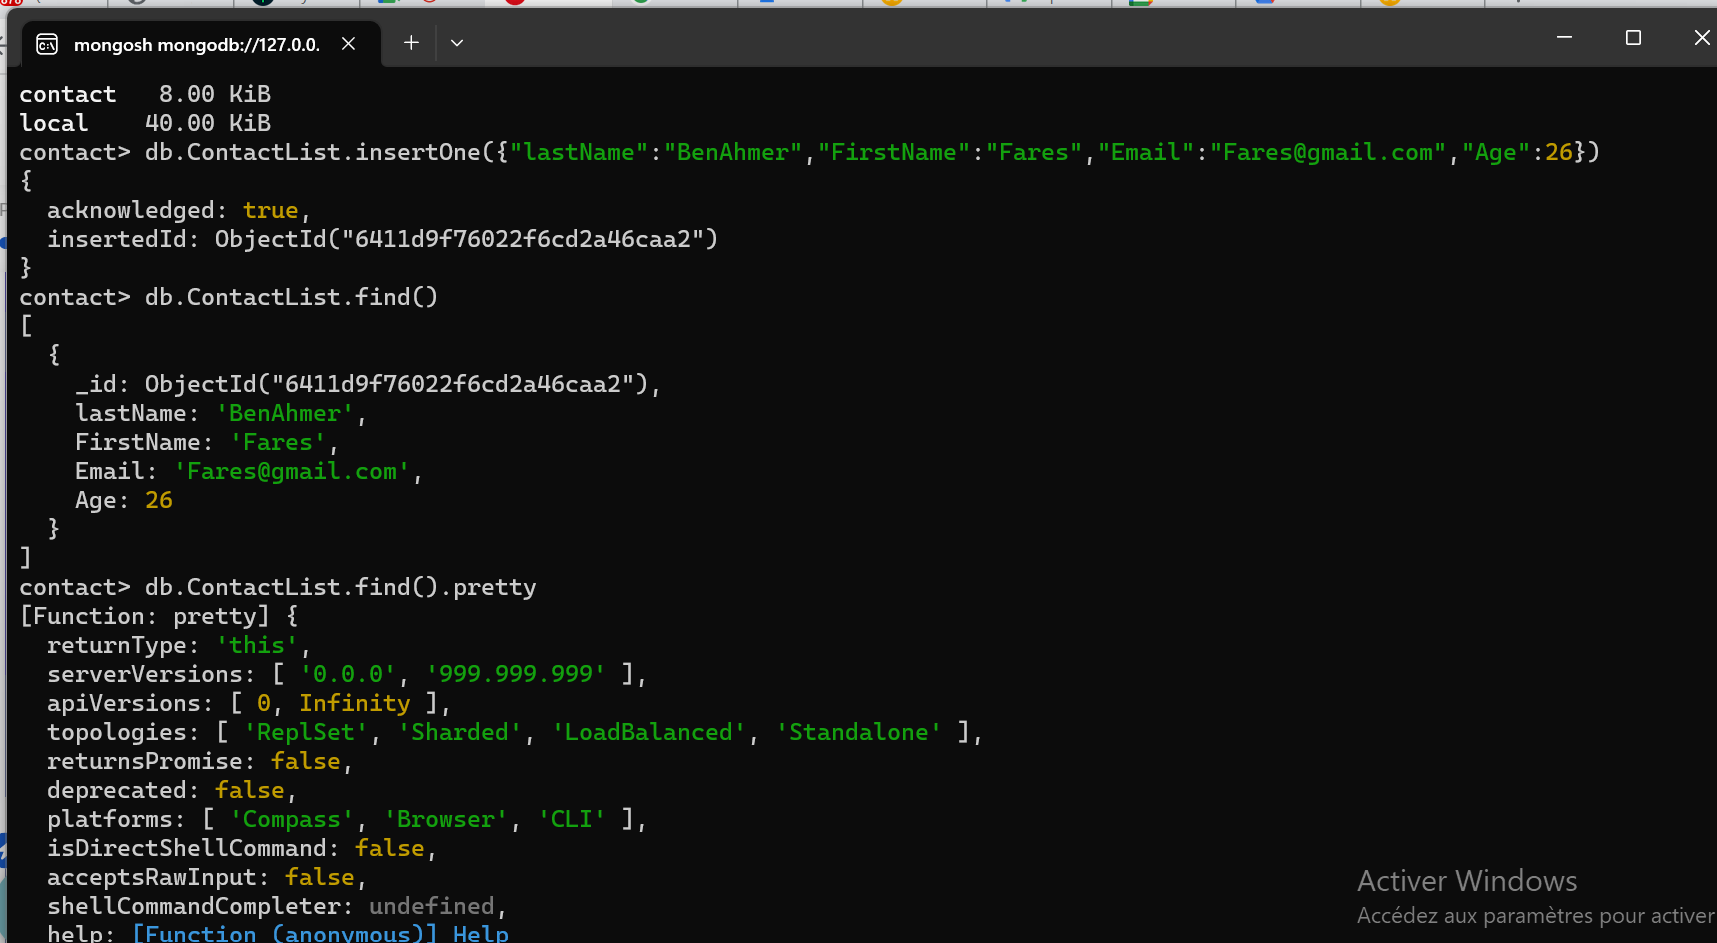 mongosh mongodb://127.0.0.
contact   8.00 KiB
local    40.00 KiB
contact> db.ContactList.insertOne({"lastName":"BenAhmer","FirstName":"Fares","Email":"Fares@gmail.com","Age":26})
{
  acknowledged: true,
  insertedId: ObjectId("6411d9f76022f6cd2a46caa2")
}
contact> db.ContactList.find()
[
  {
    _id: ObjectId("6411d9f76022f6cd2a46caa2"),
    lastName: 'BenAhmer',
    FirstName: 'Fares',
    Email: 'Fares@gmail.com',
    Age: 26
  }
]
contact> db.ContactList.find().pretty
[Function: pretty] {
  returnType: 'this',
  serverVersions: [ '0.0.0', '999.999.999' ],
  apiVersions: [ 0, Infinity ],
  topologies: [ 'ReplSet', 'Sharded', 'LoadBalanced', 'Standalone' ],
  returnsPromise: false,
  deprecated: false,
  platforms: [ 'Compass', 'Browser', 'CLI' ],
  isDirectShellCommand: false,
  acceptsRawInput: false,
  shellCommandCompleter: undefined,
  help: [Function (anonymous)] Help
Activer Windows
Accédez aux paramètres pour activer